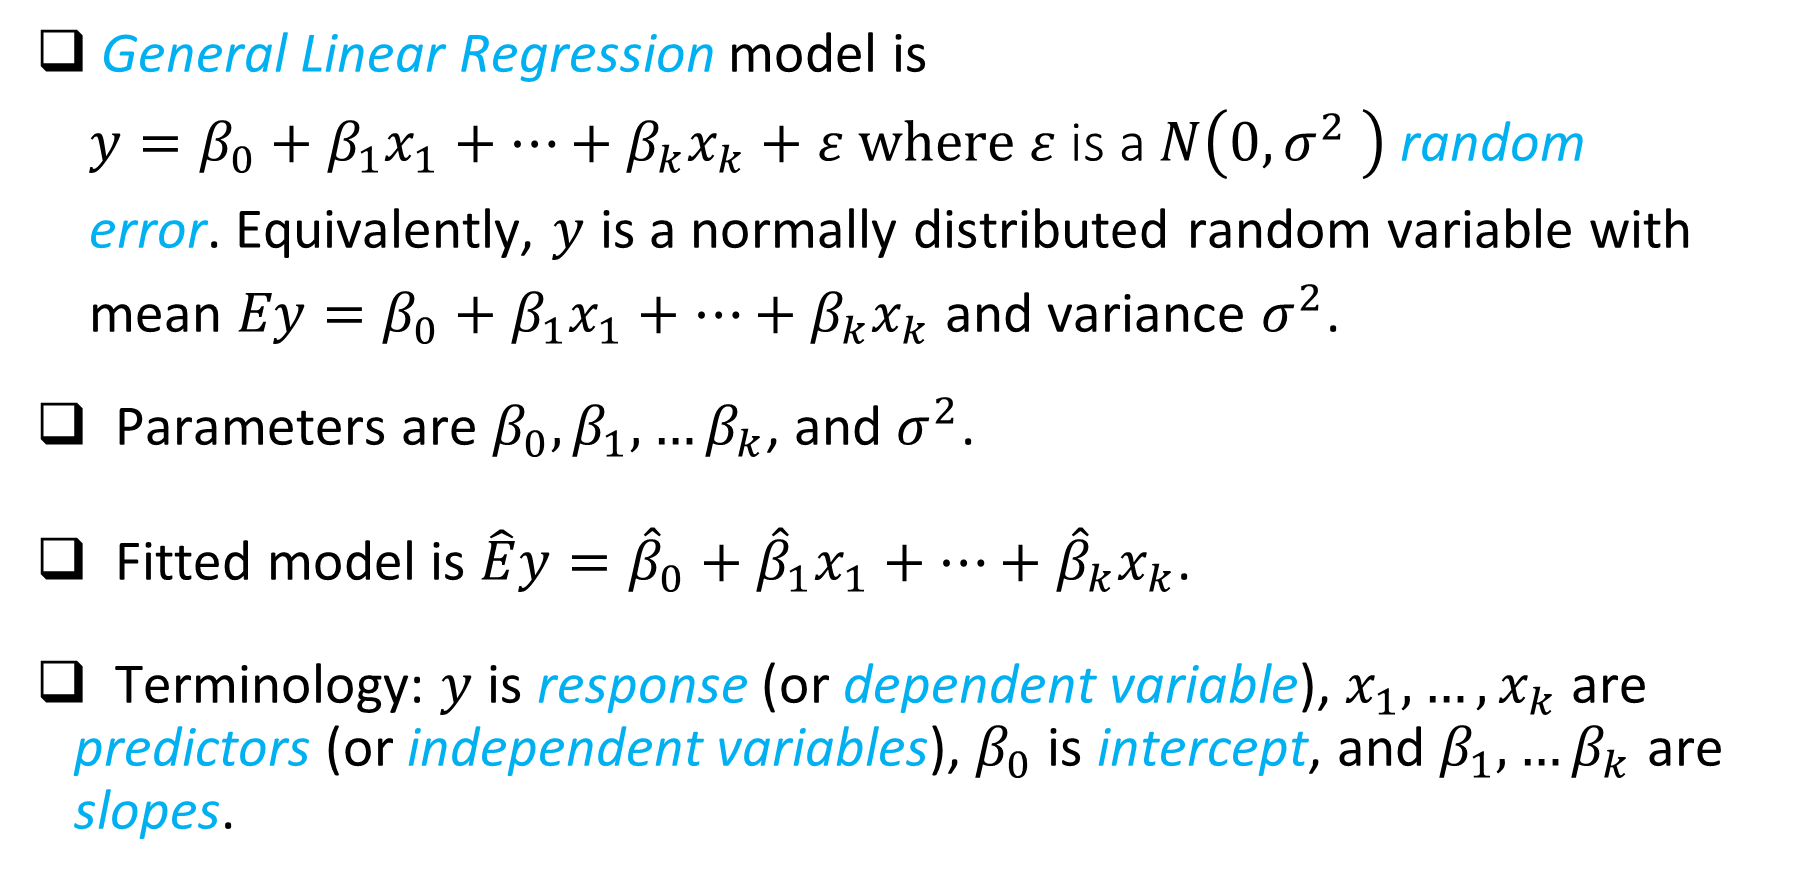 ❑ General Linear Regression model is
y = β₀ + β₁x₁ + ⋯ + βₖxₖ + ε where ε is a N(0, σ² ) random
error. Equivalently, y is a normally distributed random variable with
mean Ey = β₀ + β₁x₁ + ⋯ + βₖxₖ and variance σ².
❑ Parameters are β₀, β₁, … βₖ, and σ².
❑ Fitted model is Êy = β̂₀ + β̂₁x₁ + ⋯ + β̂ₖxₖ.
❑ Terminology: y is response (or dependent variable), x₁, … , xₖ are
predictors (or independent variables), β₀ is intercept, and β₁, … βₖ are
slopes.